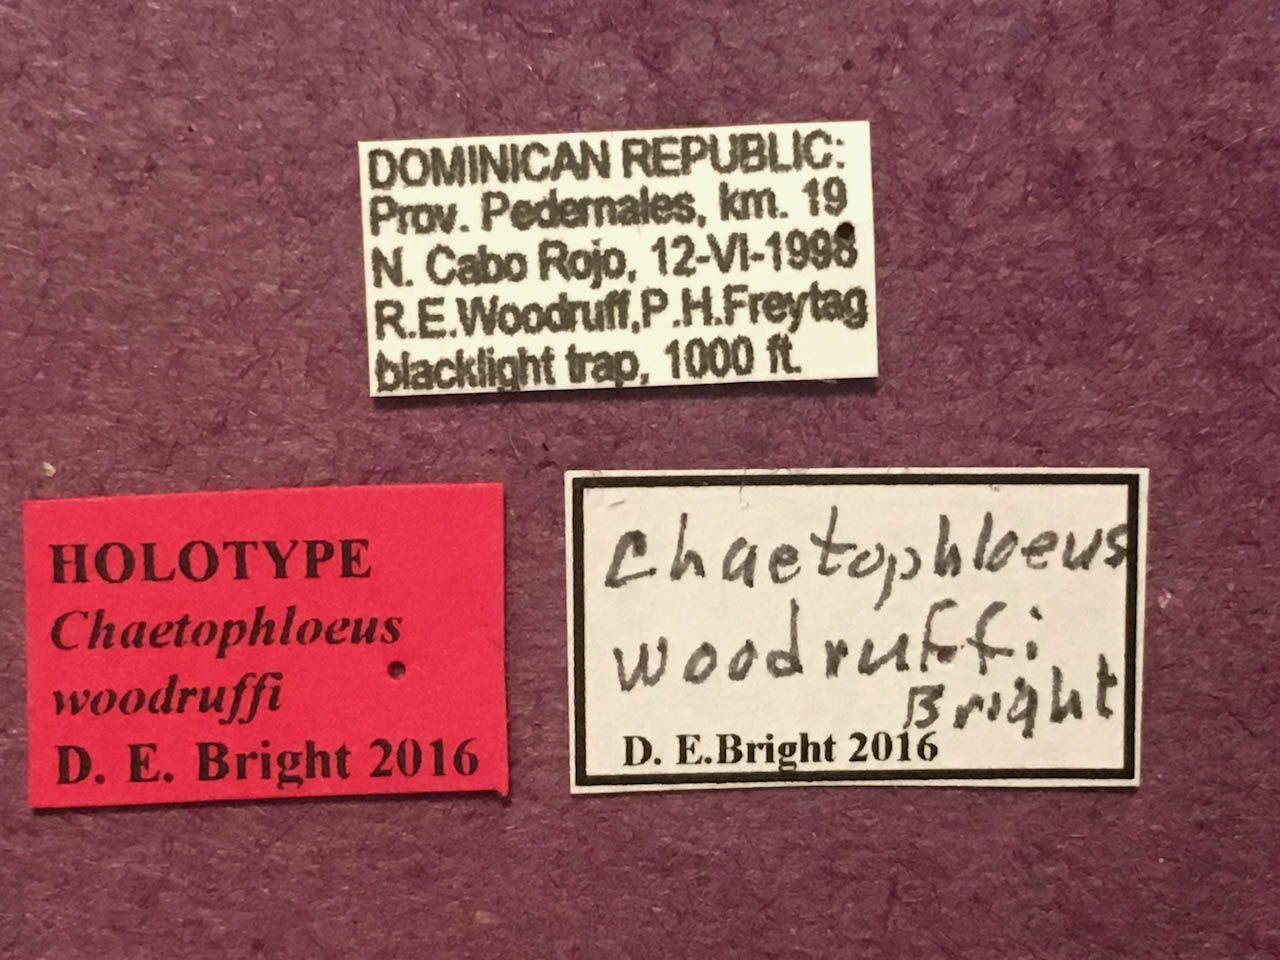 DOMINICAN REPUBLIC:
Prov. Pedernales, km. 19
N. Cabo Rojo, 12-VI-1998
R.E.Woodruff,P.H.Freytag
blacklight trap, 1000 ft.
HOLOTYPE
Chaetophloeus
woodruffi
D. E. Bright 2016
Chaetophloeus
woodruffi
Bright
D. E.Bright 2016